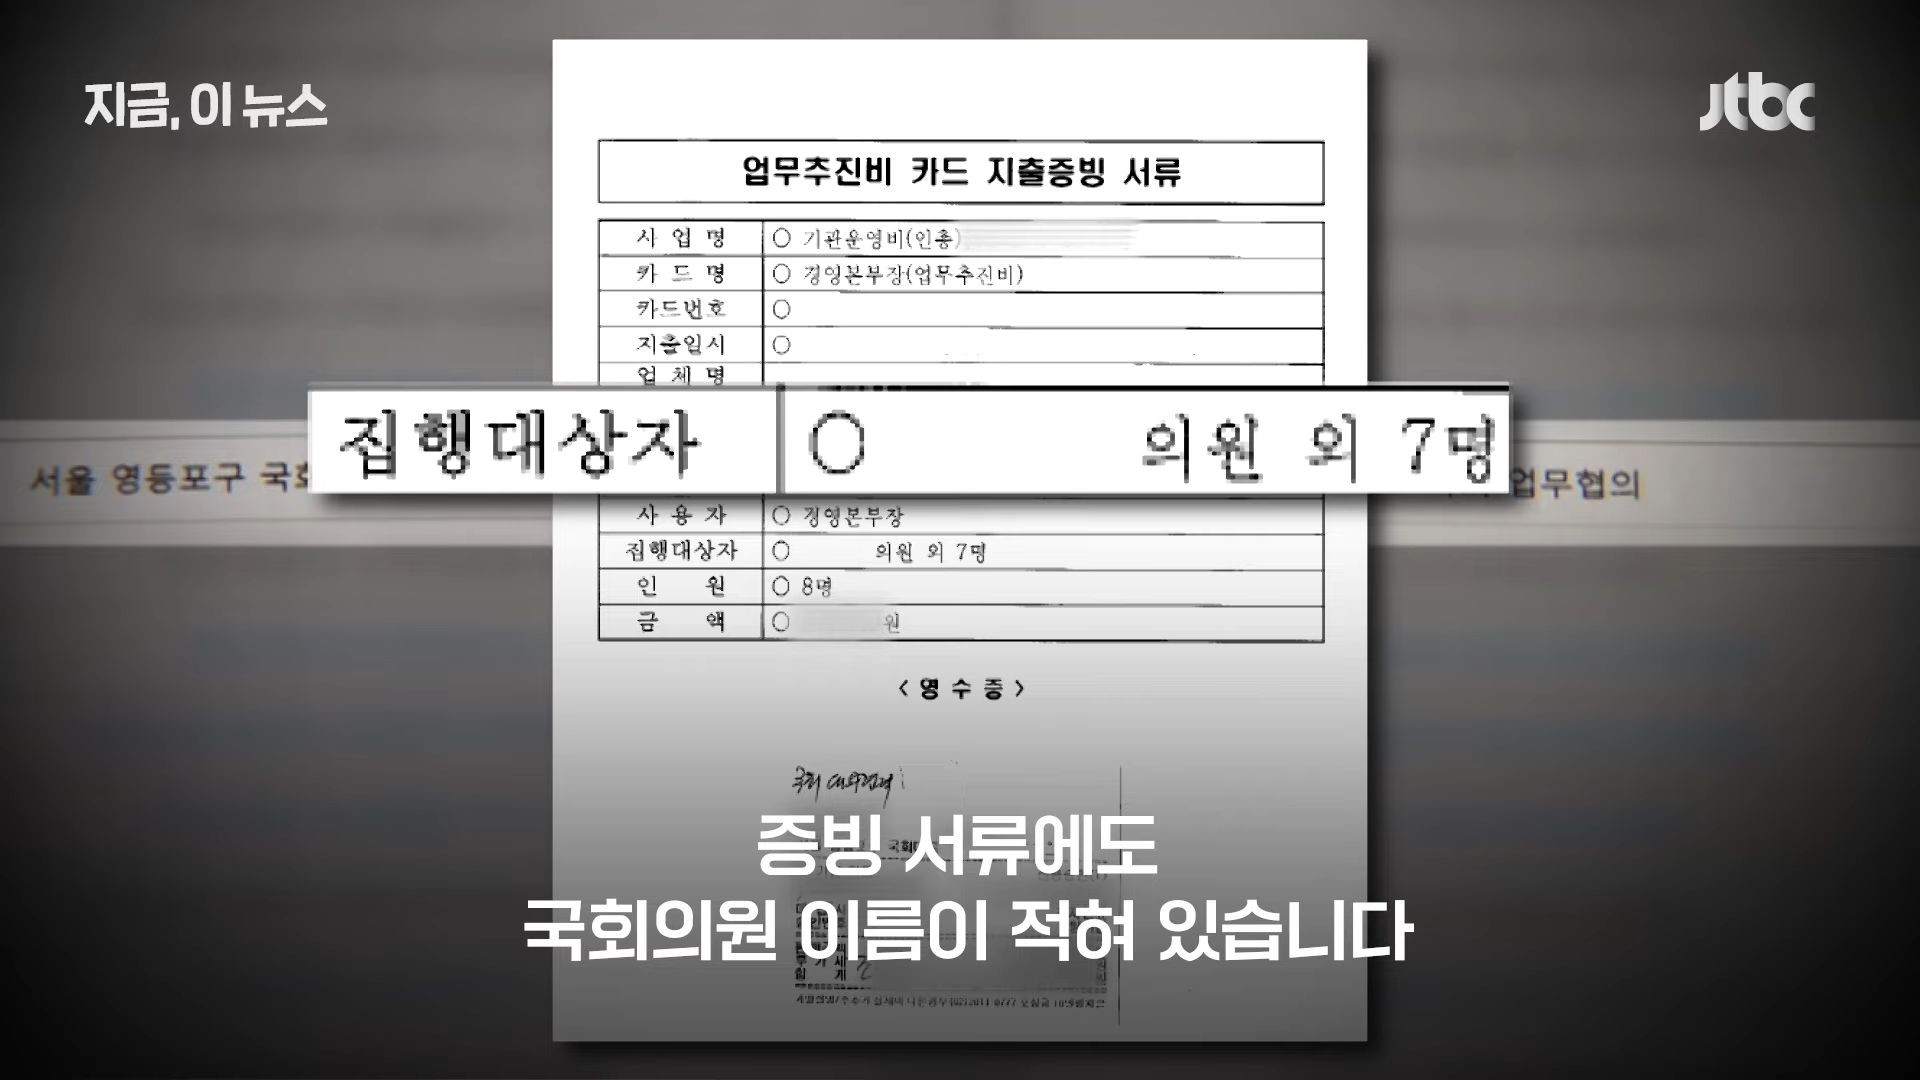 지금, 이 뉴스
jtbc
업무추진비 카드 지출증빙 서류
사 업 명 ○ 기관운영비(인총)
카 드 명 ○ 경영본부장(업무추진비)
카드번호 ○
지출일시 ○
업 체 명
집행대상자 ○ 의원 외 7명
서울 영등포구 국회
업무협의
사 용 자 ○ 경영본부장
집행대상자 ○ 의원 외 7명
인 원 ○ 8명
금 액 ○ 원
< 영 수 증 >
국회 대외협력
증빙 서류에도
국회의원 이름이 적혀 있습니다